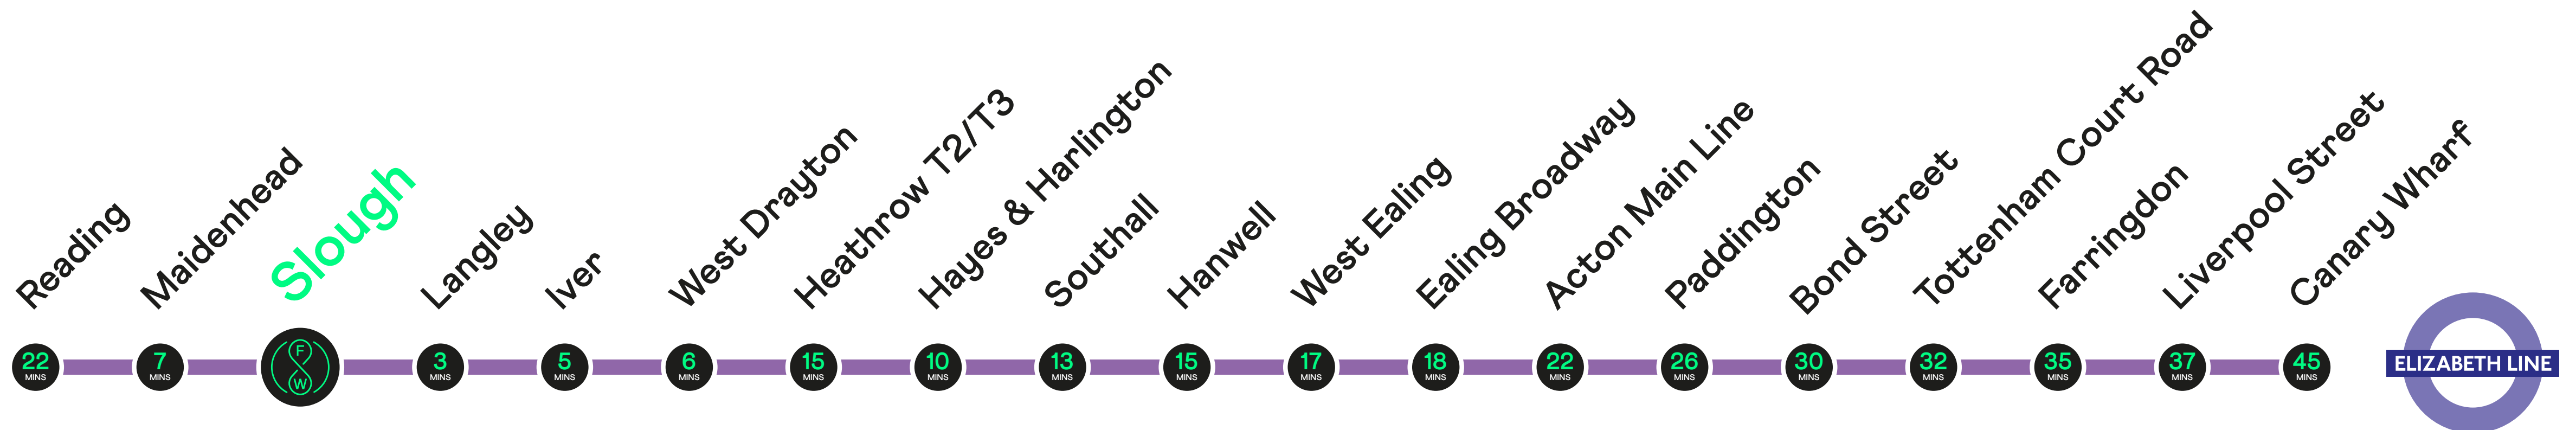 Reading
Maidenhead
Slough
Langley
Iver
West Drayton
Heathrow T2/T3
Hayes & Harlington
Southall
Hanwell
West Ealing
Ealing Broadway
Acton Main Line
Paddington
Bond Street
Tottenham Court Road
Farringdon
Liverpool Street
Canary Wharf
22
MINS
7
MINS
F
W
3
MINS
5
MINS
6
MINS
15
MINS
10
MINS
13
MINS
15
MINS
17
MINS
18
MINS
22
MINS
26
MINS
30
MINS
32
MINS
35
MINS
37
MINS
45
MINS
ELIZABETH LINE